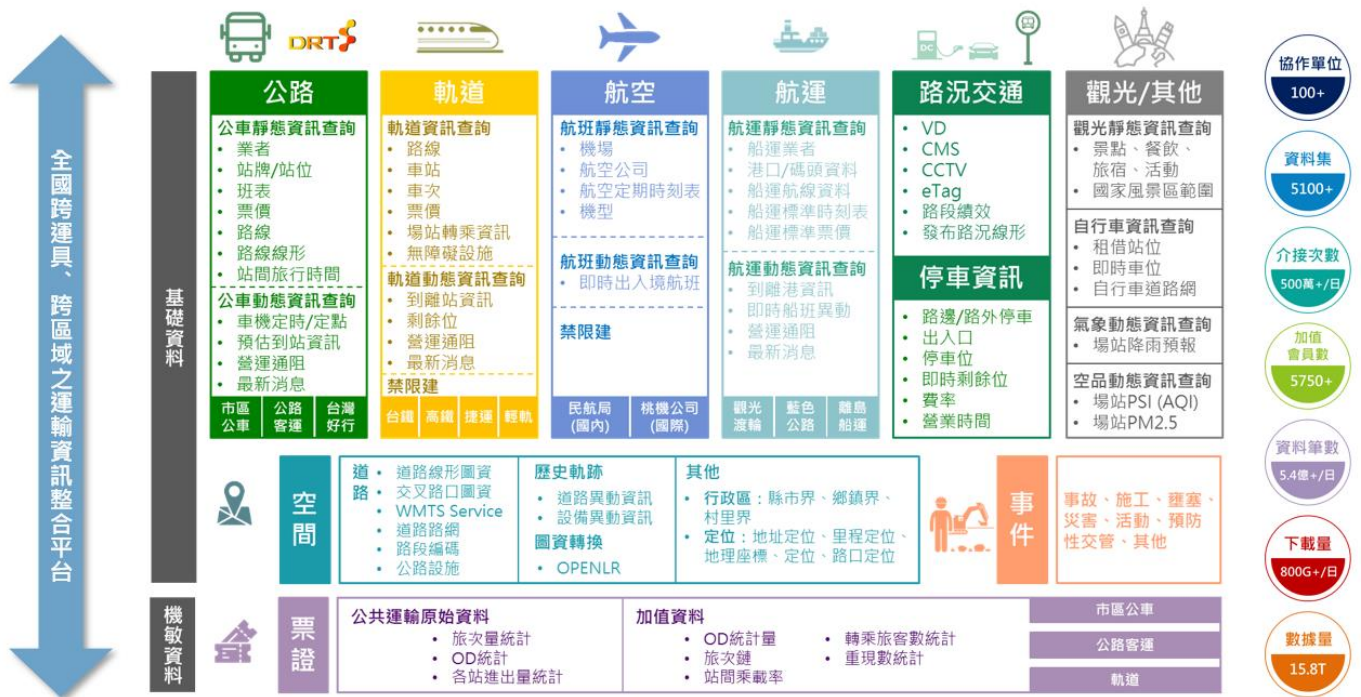 全國跨運具、跨區域之運輸資訊整合平台
基礎資料
DRT
公路
公車靜態資訊查詢
• 業者
• 站牌/站位
• 班表
• 票價
• 路線
• 路線線形
• 站間旅行時間
公車動態資訊查詢
• 車機定時/定點
• 預估到站資訊
• 營運通阻
• 最新消息
市區
公車
公路
客運
台灣
好行
軌道
軌道資訊查詢
• 路線
• 車站
• 車次
• 票價
• 場站轉乘資訊
• 無障礙設施
軌道動態資訊查詢
• 到離站資訊
• 剩餘位
• 營運通阻
• 最新消息
禁限建
台鐵
高鐵
捷運
輕軌
航空
航班靜態資訊查詢
• 機場
• 航空公司
• 航空定期時刻表
• 機型
航班動態資訊查詢
• 即時出入境航班
禁限建
民航局
(國內)
桃機公司
(國際)
航運
航運靜態資訊查詢
• 船運業者
• 港口/碼頭資料
• 船運航線資料
• 船運標準時刻表
• 船運標準票價
航運動態資訊查詢
• 到離港資訊
• 即時船班異動
• 營運通阻
• 最新消息
觀光
渡輪
藍色
公路
離島
船運
DC
路況交通
• VD
• CMS
• CCTV
• eTag
• 路段績效
• 發布路況線形
停車資訊
• 路邊/路外停車
• 出入口
• 停車位
• 即時剩餘位
• 費率
• 營業時間
觀光/其他
觀光靜態資訊查詢
• 景點、餐飲、
旅宿、活動
• 國家風景區範圍
自行車資訊查詢
• 租借站位
• 即時車位
• 自行車道路網
氣象動態資訊查詢
• 場站降雨預報
空品動態資訊查詢
• 場站PSI (AQI)
• 場站PM2.5
空間
道路
• 道路線形圖資
• 交叉路口圖資
• WMTS Service
• 道路路網
• 路段編碼
• 公路設施
歷史軌跡
• 道路異動資訊
• 設備異動資訊
圖資轉換
• OPENLR
其他
• 行政區：縣市界、鄉鎮界、
村里界
• 定位：地址定位、里程定位、
地理座標、定位、路口定位
事件
事故、施工、壅塞、
災害、活動、預防
性交管、其他
機敏資料
票證
公共運輸原始資料
• 旅次量統計
• OD統計
• 各站進出量統計
加值資料
• OD統計量
• 旅次鏈
• 站間乘載率
• 轉乘旅客數統計
• 重現數統計
市區公車
公路客運
軌道
協作單位
100+
資料集
5100+
介接次數
500萬+/日
加值
會員數
5750+
資料筆數
5.4億+/日
下載量
800G+/日
數據量
15.8T